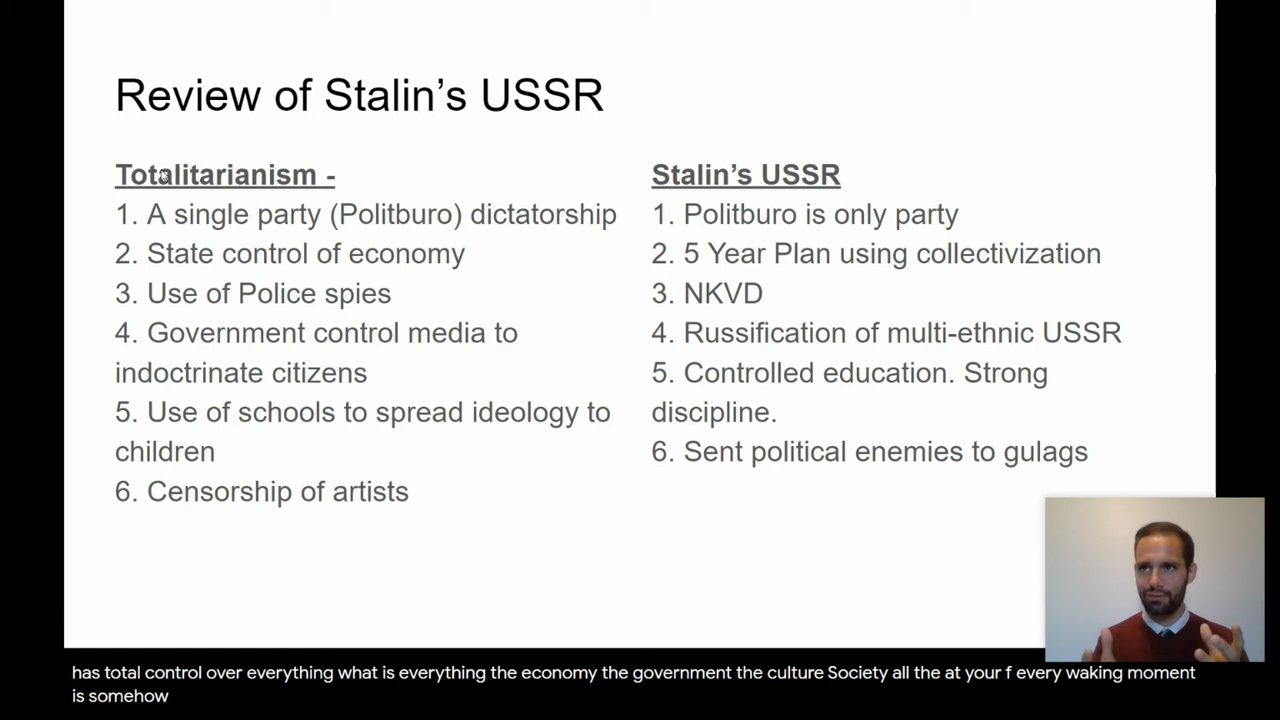 Review of Stalin's USSR
Totalitarianism -
1. A single party (Politburo) dictatorship
2. State control of economy
3. Use of Police spies
4. Government control media to
indoctrinate citizens
5. Use of schools to spread ideology to
children
6. Censorship of artists
Stalin's USSR
1. Politburo is only party
2. 5 Year Plan using collectivization
3. NKVD
4. Russification of multi-ethnic USSR
5. Controlled education. Strong
discipline.
6. Sent political enemies to gulags
has total control over everything what is everything the economy the government the culture Society all the at your f every waking moment
is somehow